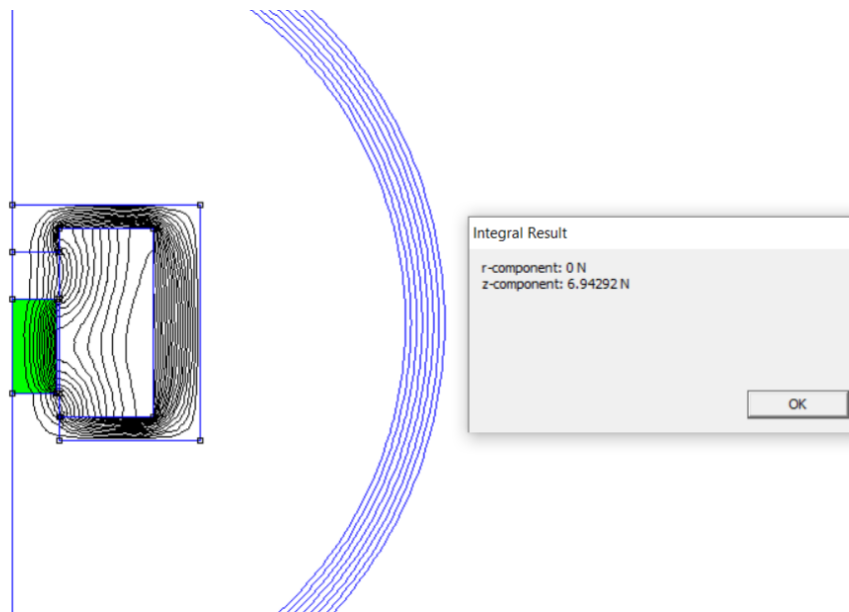 Integral Result
r-component: 0 N
z-component: 6.94292 N
OK